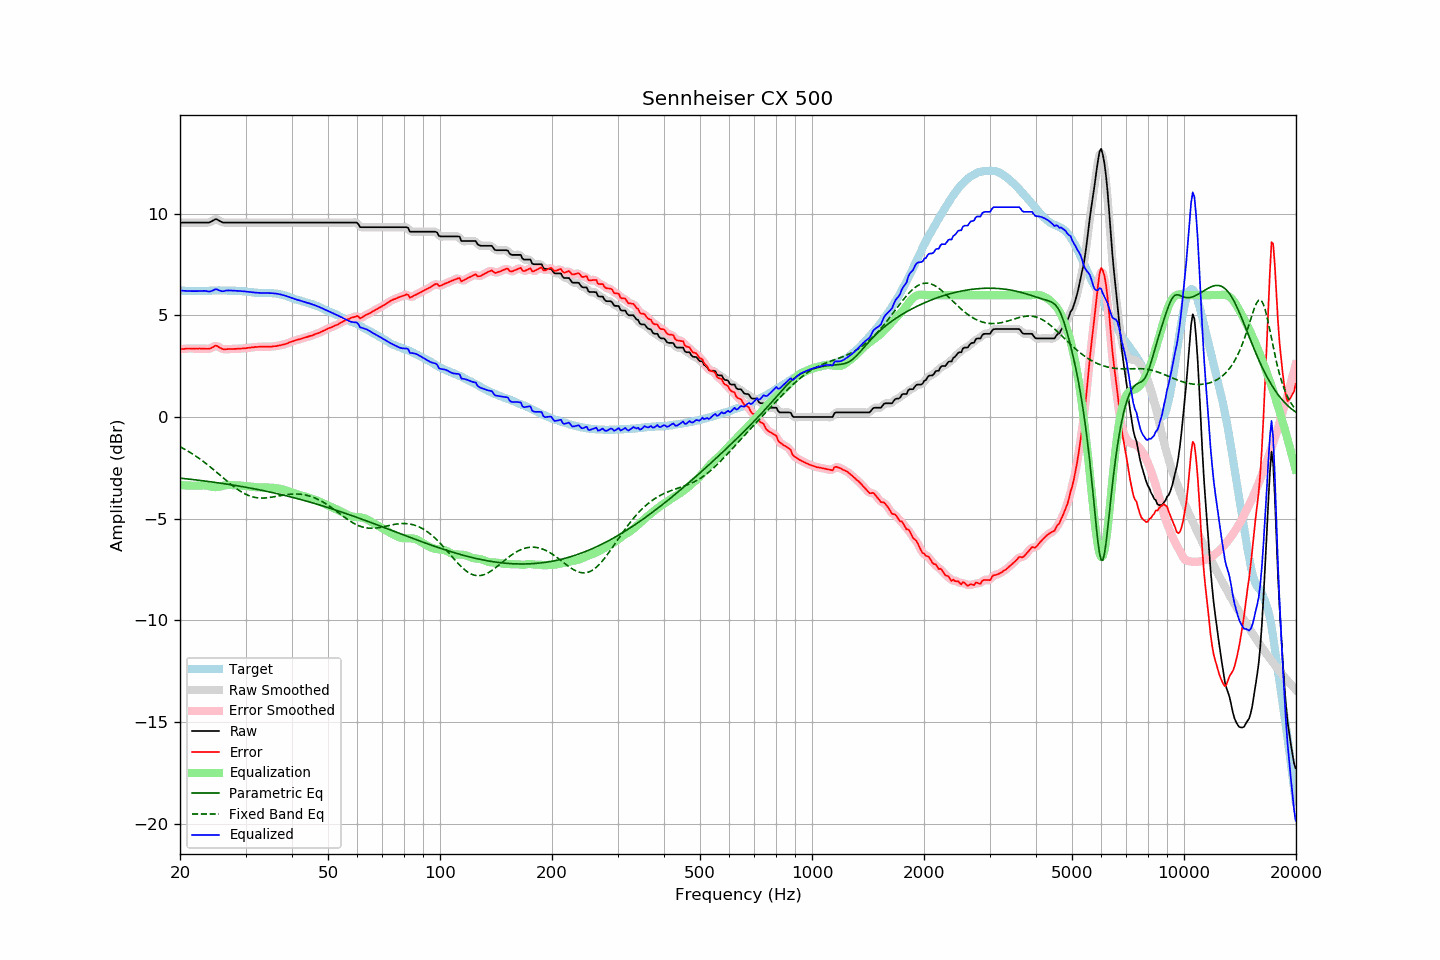 Sennheiser CX 500
Amplitude (dBr)
10
5
0
−5
−10
−15
−20
Target
Raw Smoothed
Error Smoothed
Raw
Error
Equalization
Parametric Eq
Fixed Band Eq
Equalized
20 50 100 200 500 1000 2000 5000 10000 20000
Frequency (Hz)